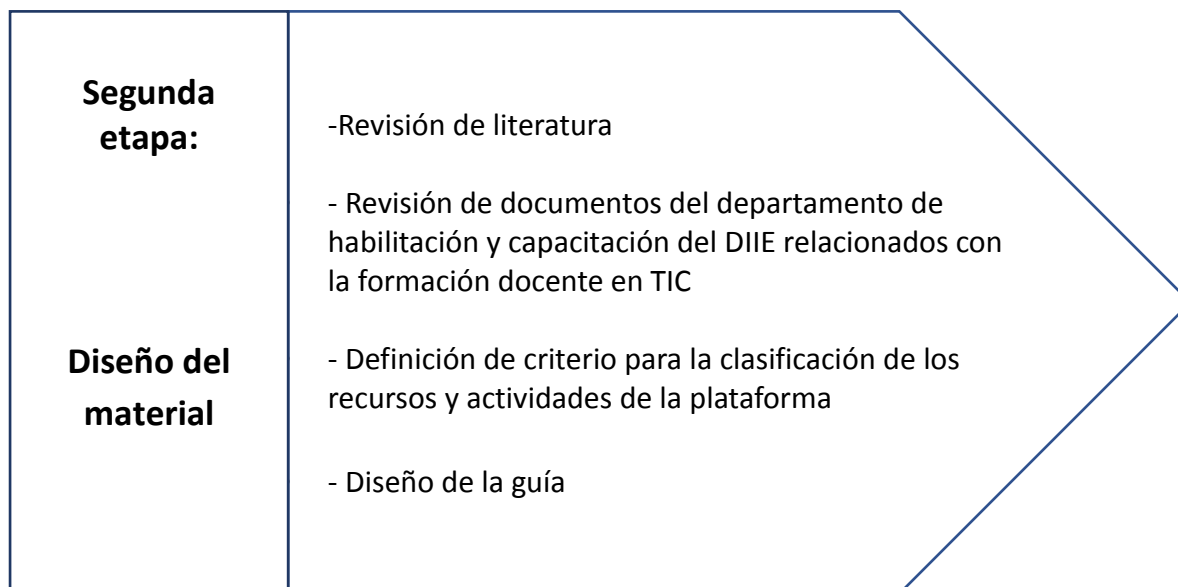 Segunda
etapa:
Diseño del
material
-Revisión de literatura
- Revisión de documentos del departamento de
habilitación y capacitación del DIIE relacionados con
la formación docente en TIC
- Definición de criterio para la clasificación de los
recursos y actividades de la plataforma
- Diseño de la guía